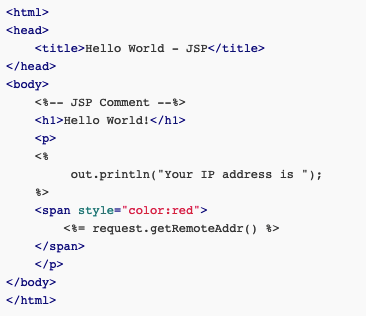 <html>
<head>
    <title>Hello World - JSP</title>
</head>
<body>
    <%-- JSP Comment --%>
    <h1>Hello World!</h1>
    <p>
    <%
         out.println("Your IP address is ");
    %>
    <span style="color:red">
        <%= request.getRemoteAddr() %>
    </span>
    </p>
</body>
</html>